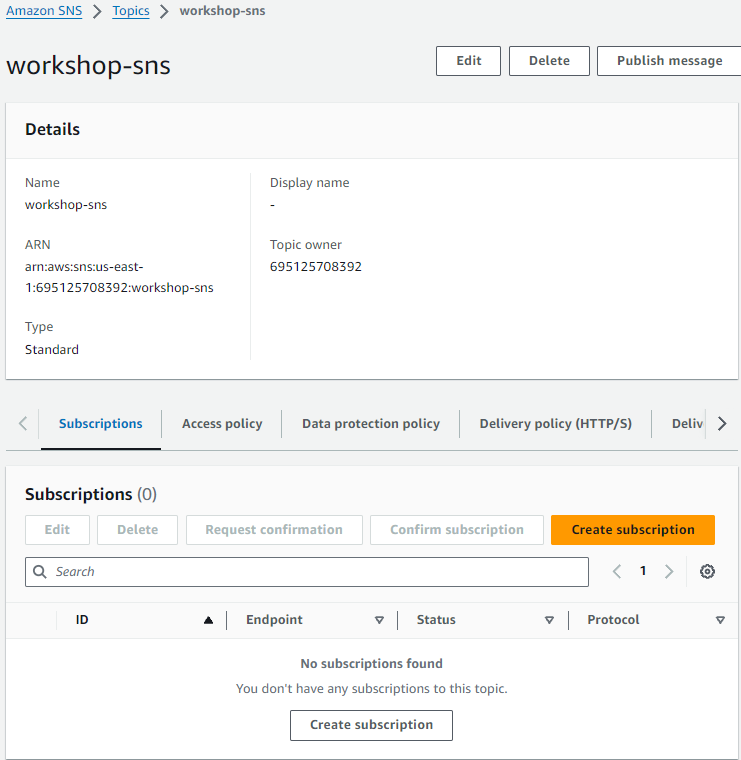 Amazon SNS > Topics > workshop-sns
workshop-sns
Edit
Delete
Publish message
Details
Name
workshop-sns
Display name
-
ARN
arn:aws:sns:us-east-
1:695125708392:workshop-sns
Topic owner
695125708392
Type
Standard
Subscriptions
Access policy
Data protection policy
Delivery policy (HTTP/S)
Deliv
Subscriptions (0)
Edit
Delete
Request confirmation
Confirm subscription
Create subscription
Search
1
ID
Endpoint
Status
Protocol
No subscriptions found
You don't have any subscriptions to this topic.
Create subscription